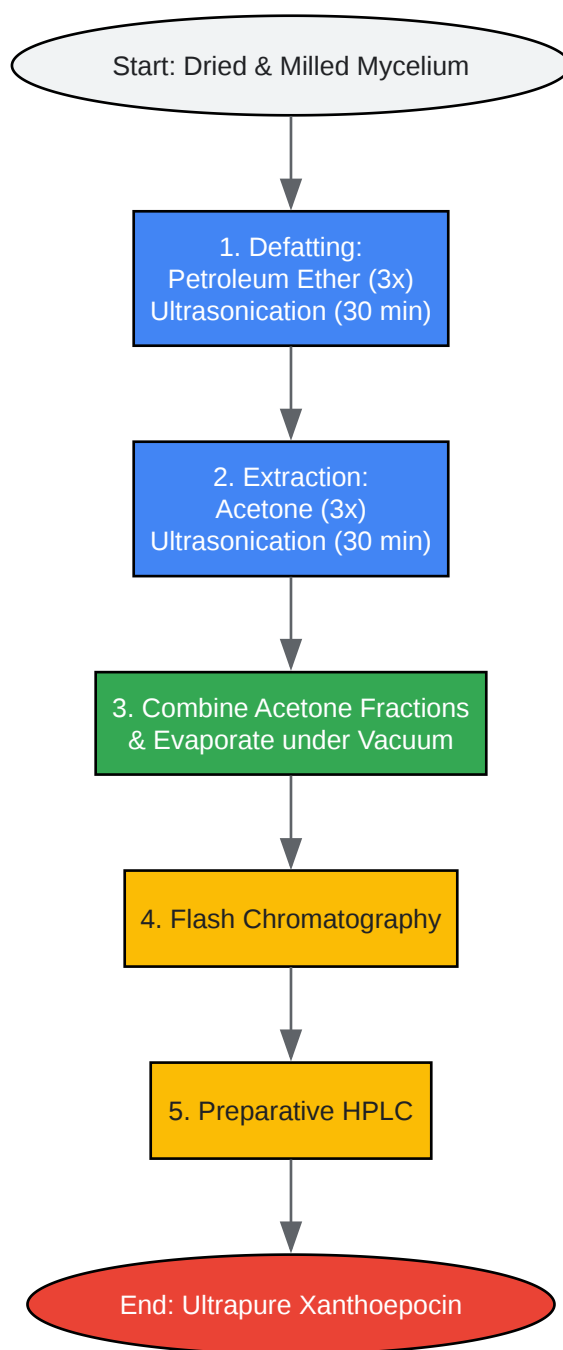 Start: Dried & Milled Mycelium
1. Defatting:
Petroleum Ether (3x)
Ultrasonication (30 min)
2. Extraction:
Acetone (3x)
Ultrasonication (30 min)
3. Combine Acetone Fractions
& Evaporate under Vacuum
4. Flash Chromatography
5. Preparative HPLC
End: Ultrapure Xanthoepocin